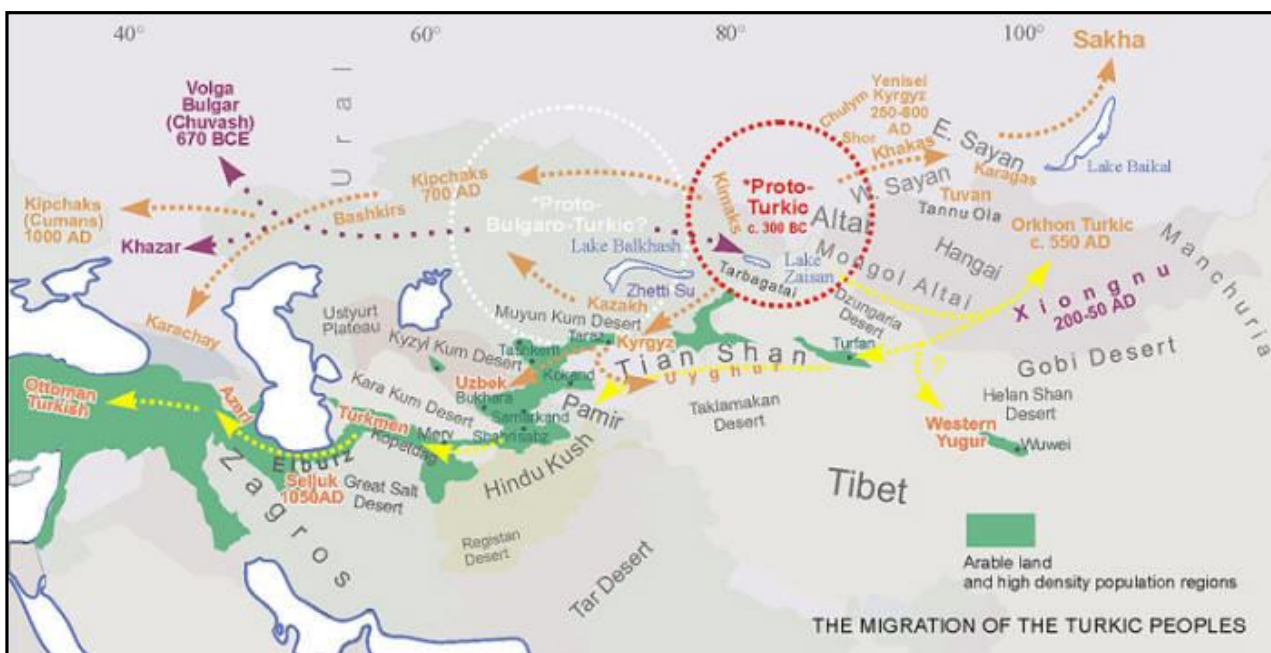 40°
60°
80°
100°
Sakha
Volga
Bulgar
(Chuvash)
670 BCE
Ural
Chulym
Yenisel
Kyrgyz
250-800
AD
Shor
Khakas
E. Sayan
Lake Baikal
Karagas
W. Sayan
Tuvan
Tannu Ola
Kipchaks
700 AD
Kipchaks
(Cumans)
1000 AD
Bashkirs
Khazar
*Proto-
Bulgaro-Turkic?
Kimaks
*Proto-
Turkic
c. 300 BC
Altai
Orkhon Turkic
c. 550 AD
Hangai
Mongol Altai
Manchuria
Xiongnu
200-50 AD
Lake Balkhash
Lake
Zaisan
Tarbagatai
Zhetti Su
Dzungaria
Desert
Karachay
Ustyurt
Plateau
Kazakh
Muyun Kum Desert
Kyzyl Kum Desert
Taraz
Kyrgyz
Tashkent
Kokand
Tian Shan
Turfan
Gobi Desert
Uyghur
?
Uzbek
Bukhara
Kara Kum Desert
Samarkand
Pamir
Taklamakan
Desert
Helan Shan
Desert
Ottoman
Turkish
Azeri
Turkmen
Merv
Kopetdag
Shahrisabz
Western
Yugur
Wuwei
Elburz
Zagros
Selluk
1050AD
Great Salt
Desert
Hindu Kush
Tibet
Registan
Desert
Tar Desert
Arable land
and high density population regions
THE MIGRATION OF THE TURKIC PEOPLES